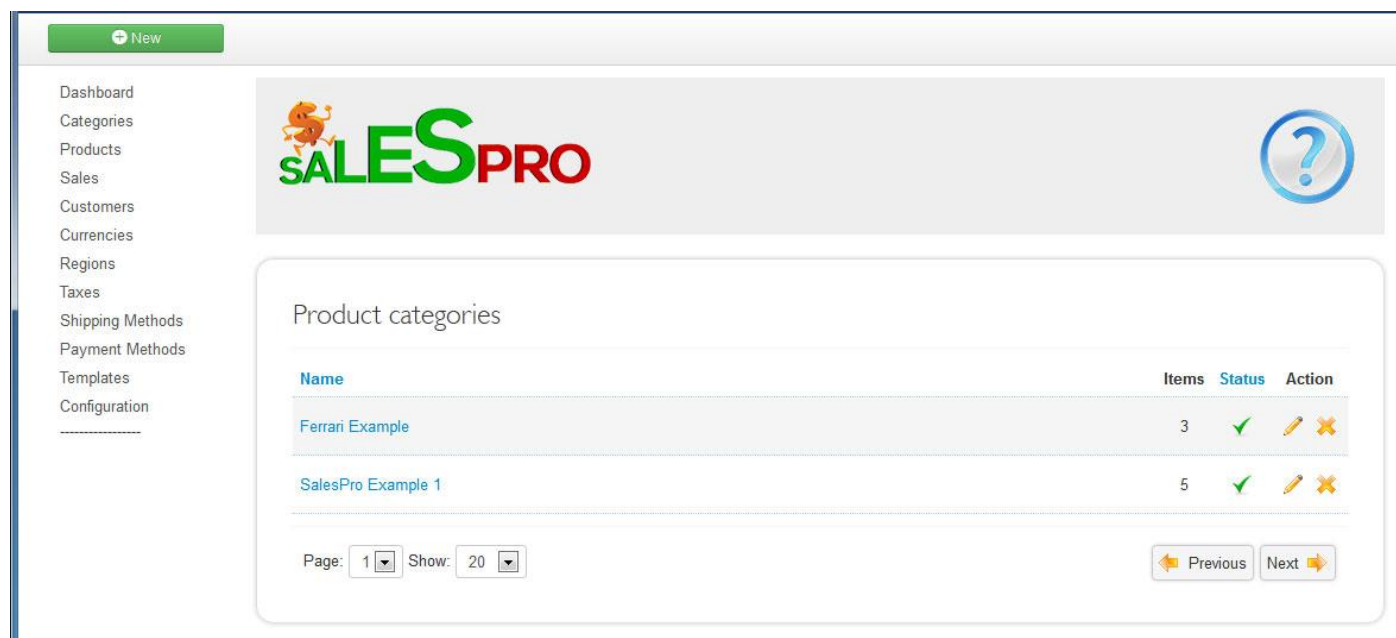 New
Dashboard
Categories
Products
Sales
Customers
Currencies
Regions
Taxes
Shipping Methods
Payment Methods
Templates
Configuration
-----------------
SALESPRO
?
Product categories
Name Items Status Action
Ferrari Example 3
SalesPro Example 1 5
Page: 1 Show: 20 Previous Next